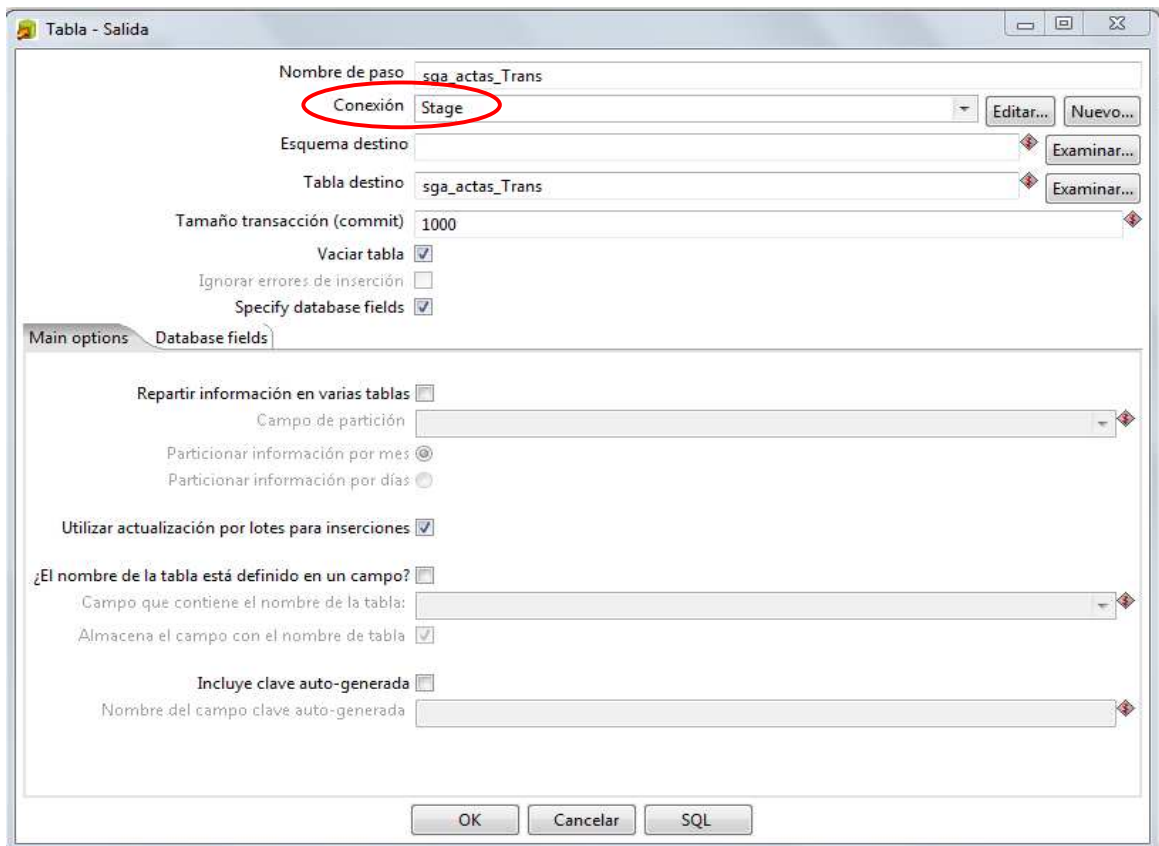 Tabla - Salida
Nombre de paso sga_actas_Trans
Conexión Stage Editar... Nuevo...
Esquema destino Examinar...
Tabla destino sga_actas_Trans Examinar...
Tamaño transacción (commit) 1000
Vaciar tabla
Ignorar errores de inserción
Specify database fields
Main options Database fields
Repartir información en varias tablas
Campo de partición
Particionar información por mes
Particionar información por días
Utilizar actualización por lotes para inserciones
¿El nombre de la tabla está definido en un campo?
Campo que contiene el nombre de la tabla:
Almacena el campo con el nombre de tabla
Incluye clave auto-generada
Nombre del campo clave auto-generada
OK Cancelar SQL